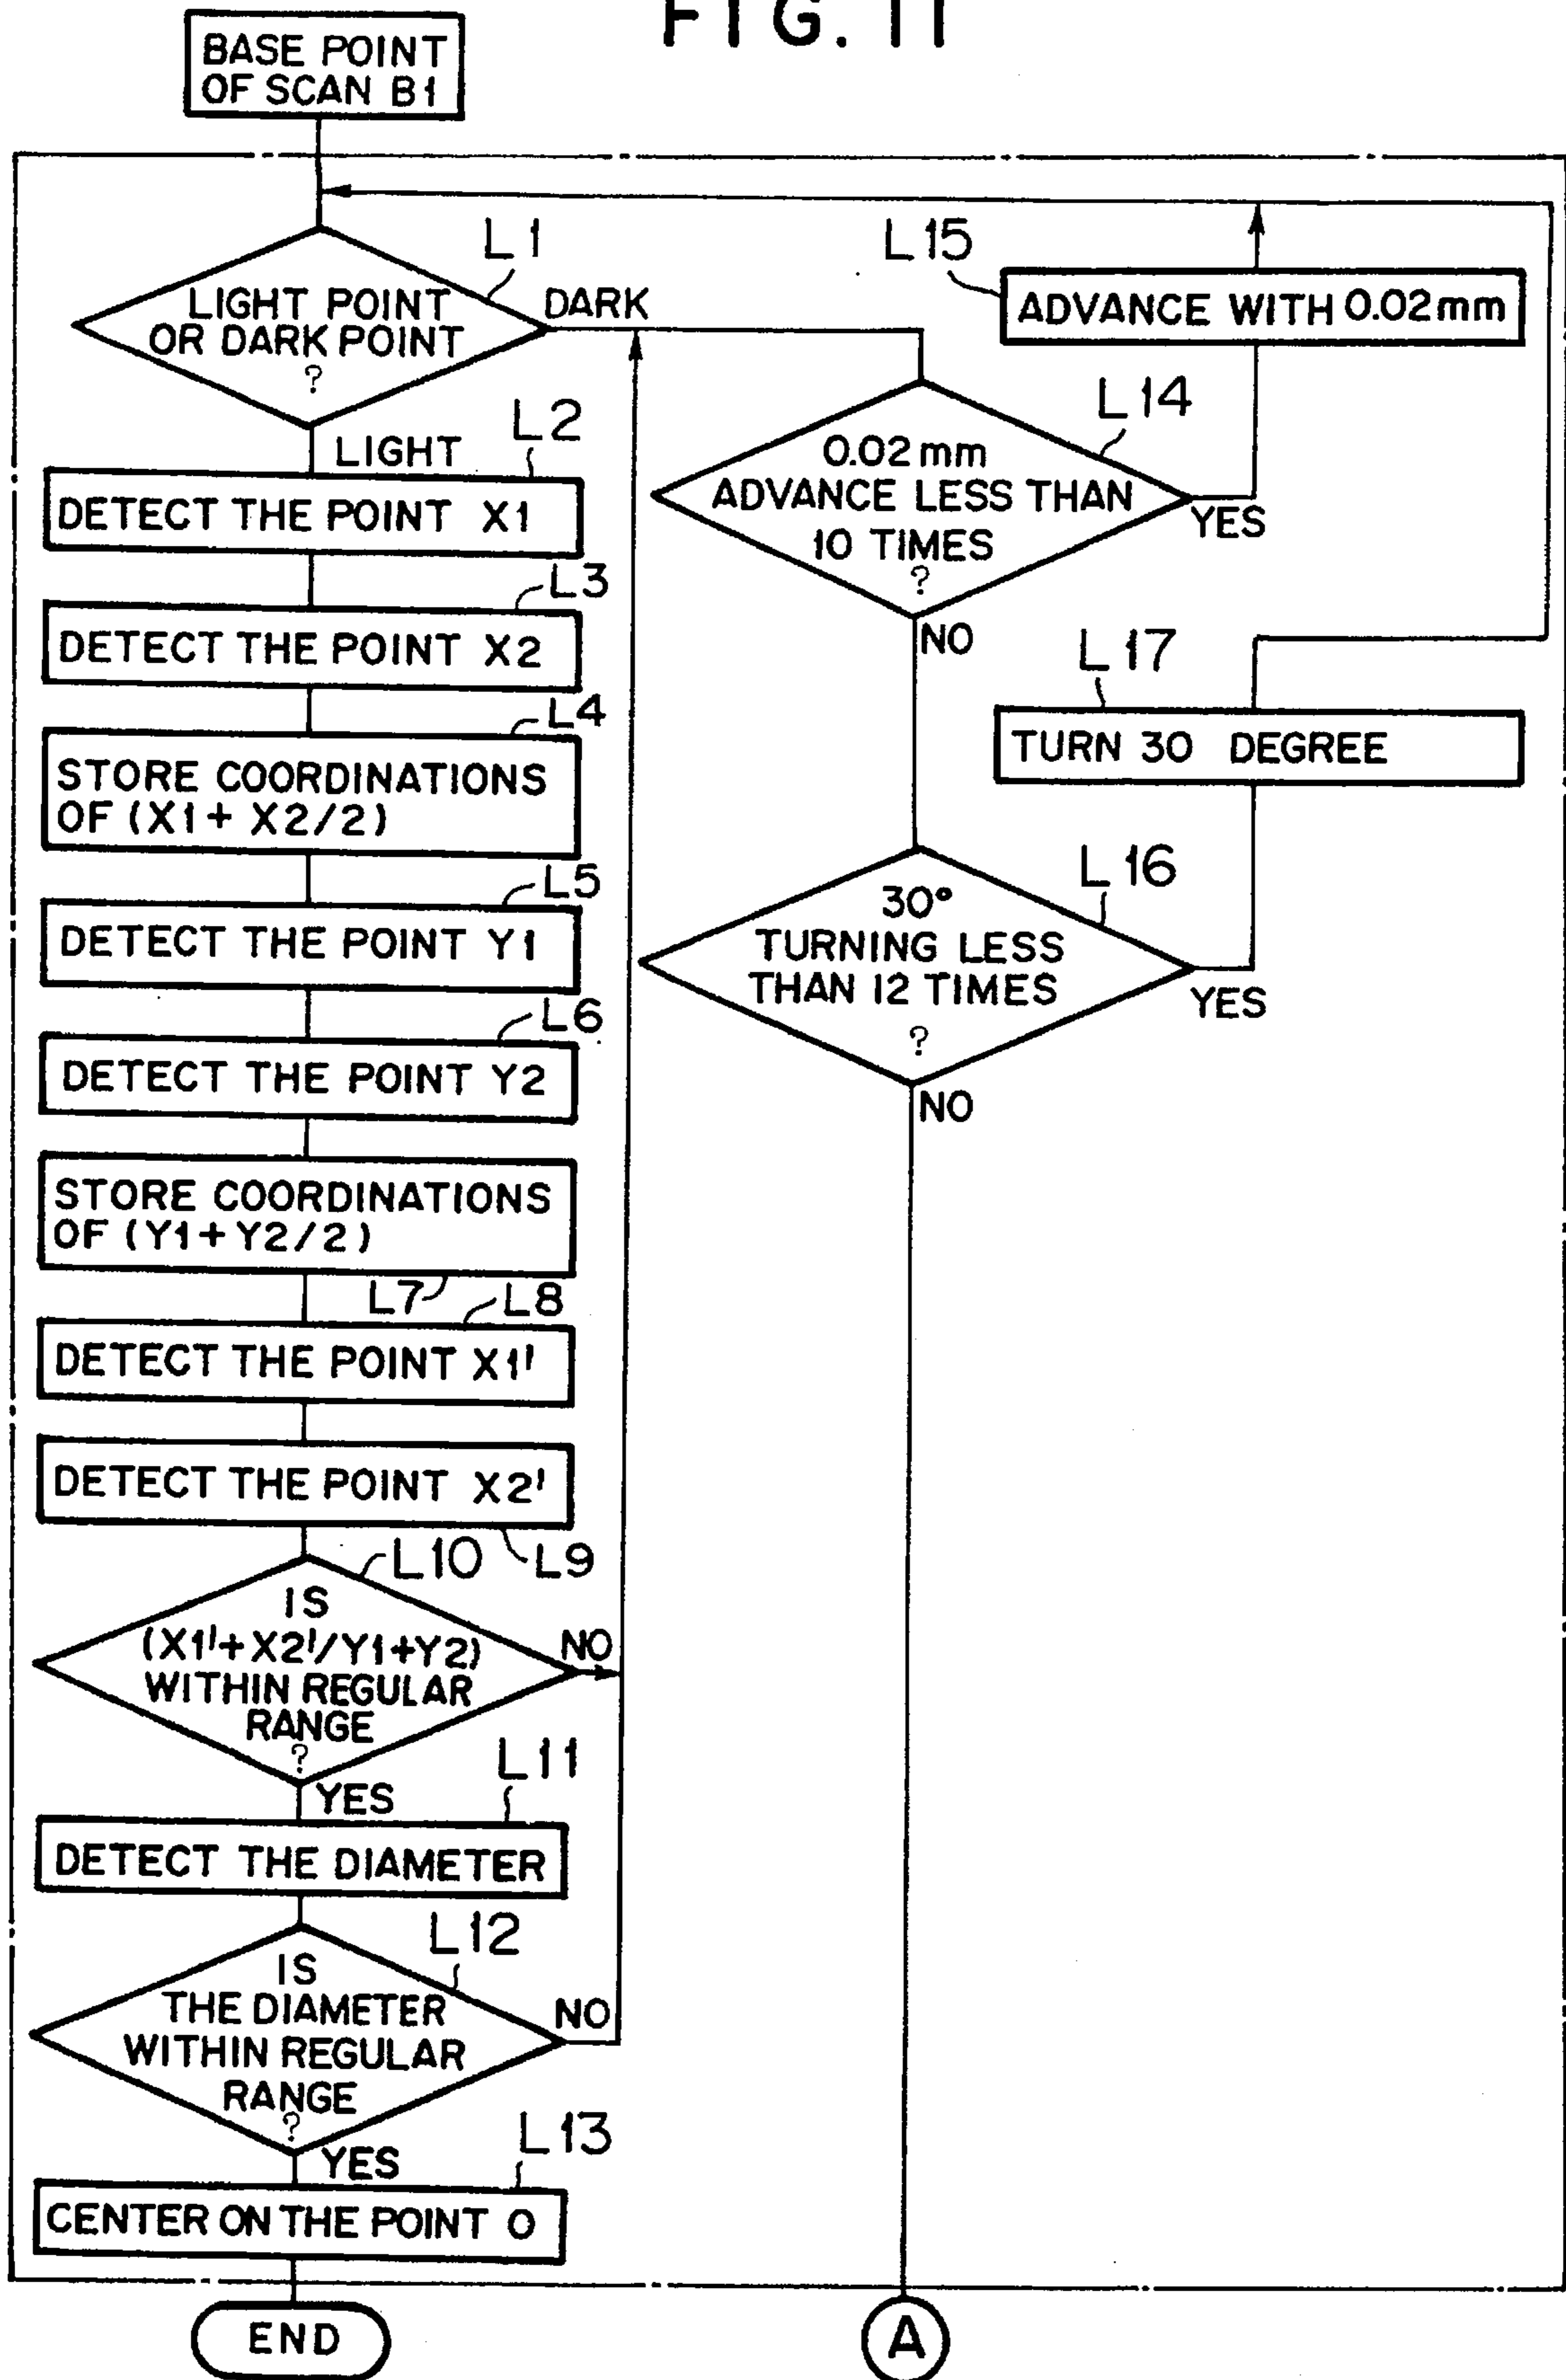 FIG. 11
BASE POINT
OF SCAN B1
L1
LIGHT POINT
OR DARK POINT
?
DARK
LIGHT
L2
DETECT THE POINT X1
L3
DETECT THE POINT X2
L4
STORE COORDINATIONS
OF (X1+ X2/2)
L5
DETECT THE POINT Y1
L6
DETECT THE POINT Y2
STORE COORDINATIONS
OF (Y1+Y2/2)
L7
L8
DETECT THE POINT X1'
DETECT THE POINT X2'
L9
L10
IS
(X1'+X2'/Y1+Y2)
WITHIN REGULAR
RANGE
?
NO
YES
L11
DETECT THE DIAMETER
L12
IS
THE DIAMETER
WITHIN REGULAR
RANGE
?
NO
YES
L13
CENTER ON THE POINT O
END
L15
ADVANCE WITH 0.02mm
L14
0.02mm
ADVANCE LESS THAN
10 TIMES
?
YES
NO
L17
TURN 30 DEGREE
L16
30°
TURNING LESS
THAN 12 TIMES
?
YES
NO
A